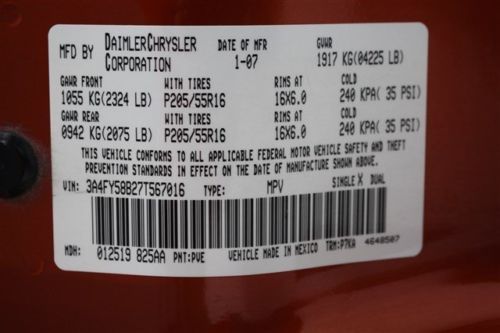 MFD BY DAIMLERCHRYSLER CORPORATION DATE OF MFR 1-07 GVWR 1917 KG(04225 LB)
GAWR FRONT WITH TIRES RIMS AT COLD
1055 KG(2324 LB) P205/55R16 16X6.0 240 KPA( 35 PSI)
GAWR REAR WITH TIRES RIMS AT COLD
0942 KG(2075 LB) P205/55R16 16X6.0 240 KPA( 35 PSI)
THIS VEHICLE CONFORMS TO ALL APPLICABLE FEDERAL MOTOR VEHICLE SAFETY AND THEFT
PREVENTION STANDARDS IN EFFECT ON THE DATE OF MANUFACTURE SHOWN ABOVE.
VIN: 3A4FY58B27T567016 TYPE: MPV SINGLE X DUAL
MDH: 012519 825AA PNT:PVE VEHICLE MADE IN MEXICO TRM:P7KA 4648507